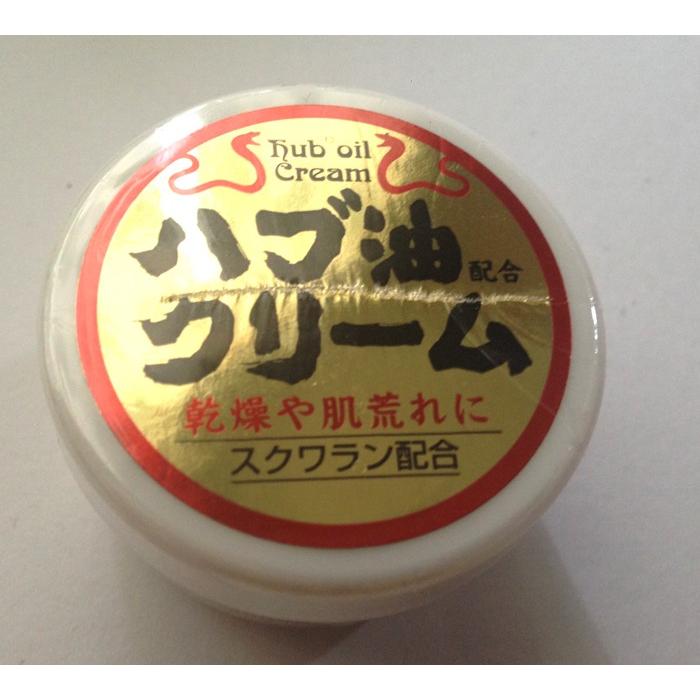 Hub oil
Cream
ハブ油配合
クリーム
乾燥や肌荒れに
スクワラン配合